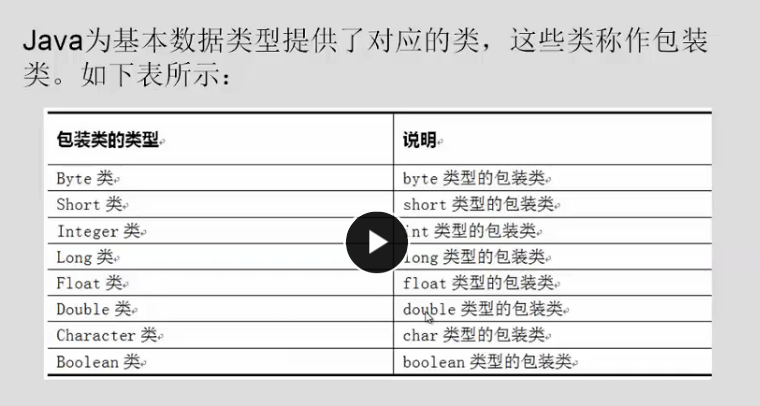 Java为基本数据类型提供了对应的类，这些类称作包装
类。如下表所示：
包装类的类型 说明
Byte 类 byte 类型的包装类
Short 类 short 类型的包装类
Integer 类 int 类型的包装类
Long 类 long 类型的包装类
Float 类 float 类型的包装类
Double 类 double 类型的包装类
Character 类 char 类型的包装类
Boolean 类 boolean 类型的包装类